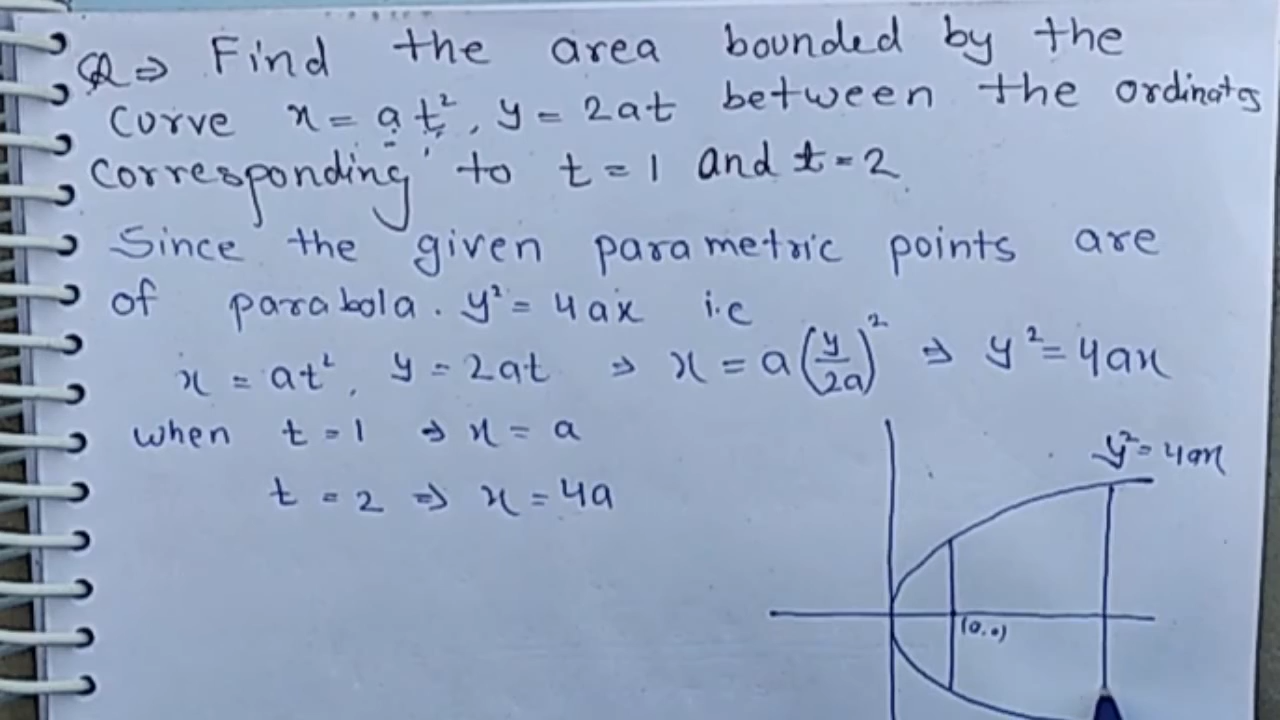 Q ⇒ Find the area bounded by the
curve x = at², y = 2at between the ordinates
corresponding to t = 1 and t = 2
Since the given parametric points are
of parabola. y² = 4ax i.e
x = at², y = 2at ⇒ x = a(y/2a)² ⇒ y² = 4ax
when t = 1 ⇒ x = a
t = 2 ⇒ x = 4a
y² = 4ax
(a,0)